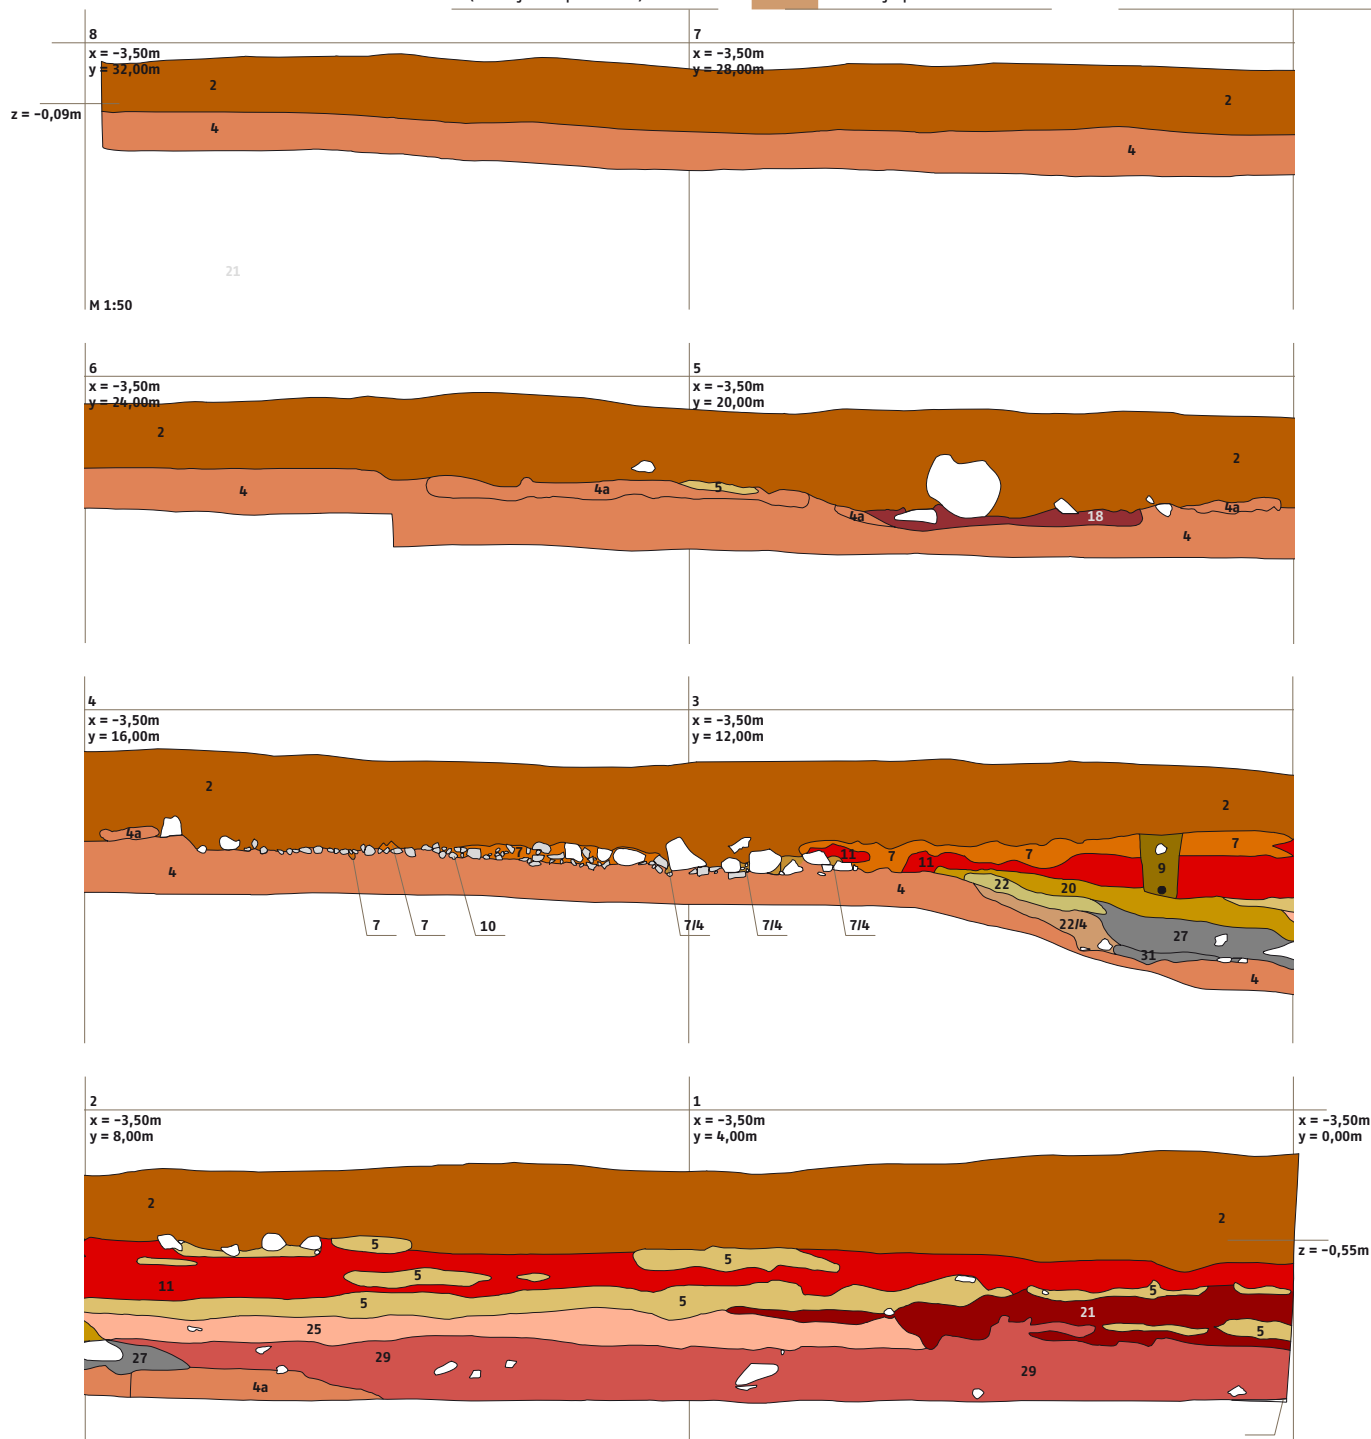 8 7
x = −3,50m x = −3,50m
y = 32,00m y = 28,00m
2 2
z = −0,09m
4 4
21
M 1:50
6 5
x = −3,50m x = −3,50m
y = 24,00m y = 20,00m
2 2
4 4a 5 4a 18 4a
4
4 3
x = −3,50m x = −3,50m
y = 16,00m y = 12,00m
2 2
4a 7 11 7 7 7
4 11 9
4 22 20
7 7 10 7/4 7/4 7/4 22/4 27
31
4
2 1
x = −3,50m x = −3,50m x = −3,50m
y = 8,00m y = 4,00m y = 0,00m
2 2
5 5 z = −0,55m
11 5 5
5 5 21
25 5
27 29 29
4a